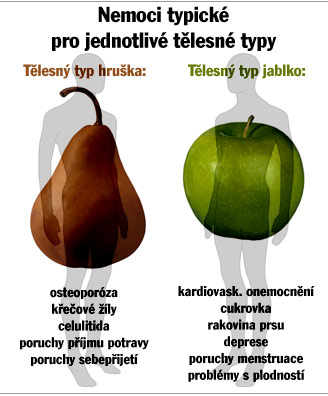 Nemoci typické
pro jednotlivé tělesné typy
Tělesný typ hruška:
osteoporóza
křečové žíly
celulitida
poruchy příjmu potravy
poruchy sebepřijetí
Tělesný typ jablko:
kardiovask. onemocnění
cukrovka
rakovina prsu
deprese
poruchy menstruace
problémy s plodností